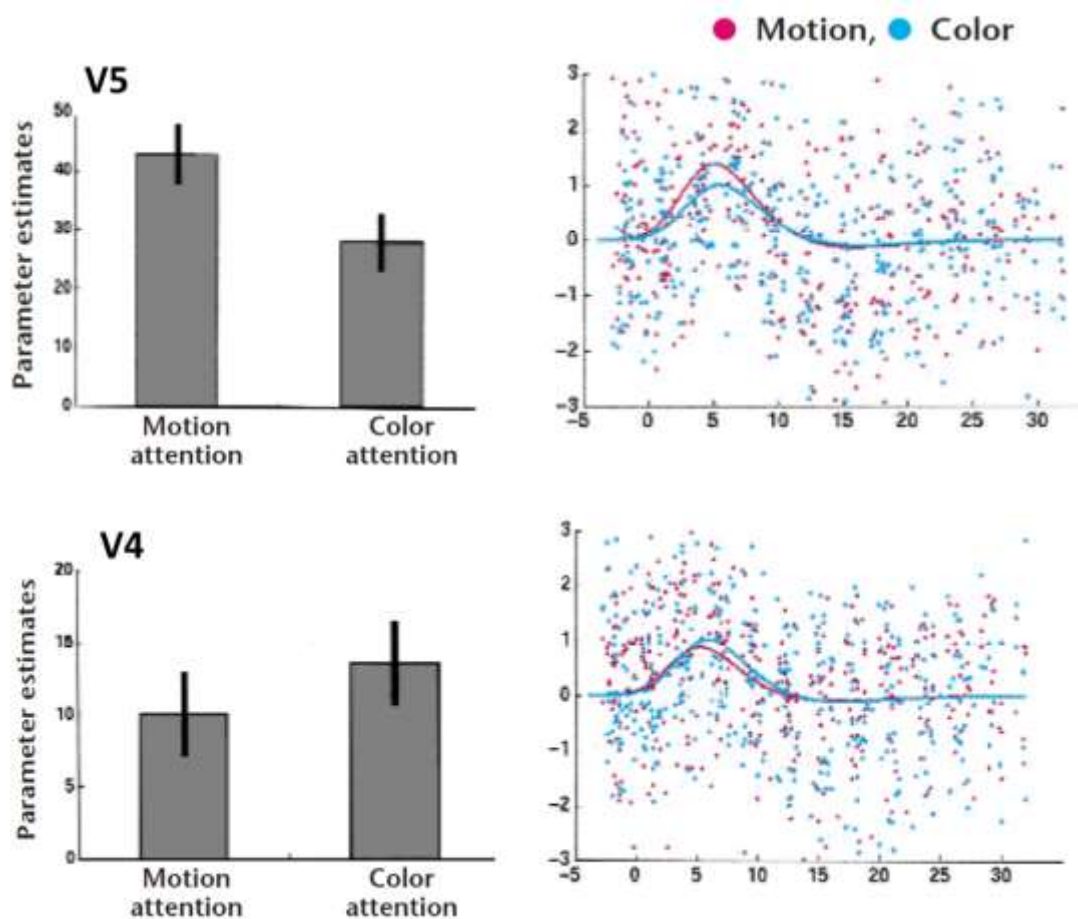 Motion, Color
V5
Parameter estimates
50
40
30
20
10
0
Motion
attention
Color
attention
3
2
1
0
-1
-2
-3
-5 0 5 10 15 20 25 30
V4
Parameter estimates
20
15
10
5
0
Motion
attention
Color
attention
3
2
1
0
-1
-2
-3
-5 0 5 10 15 20 25 30